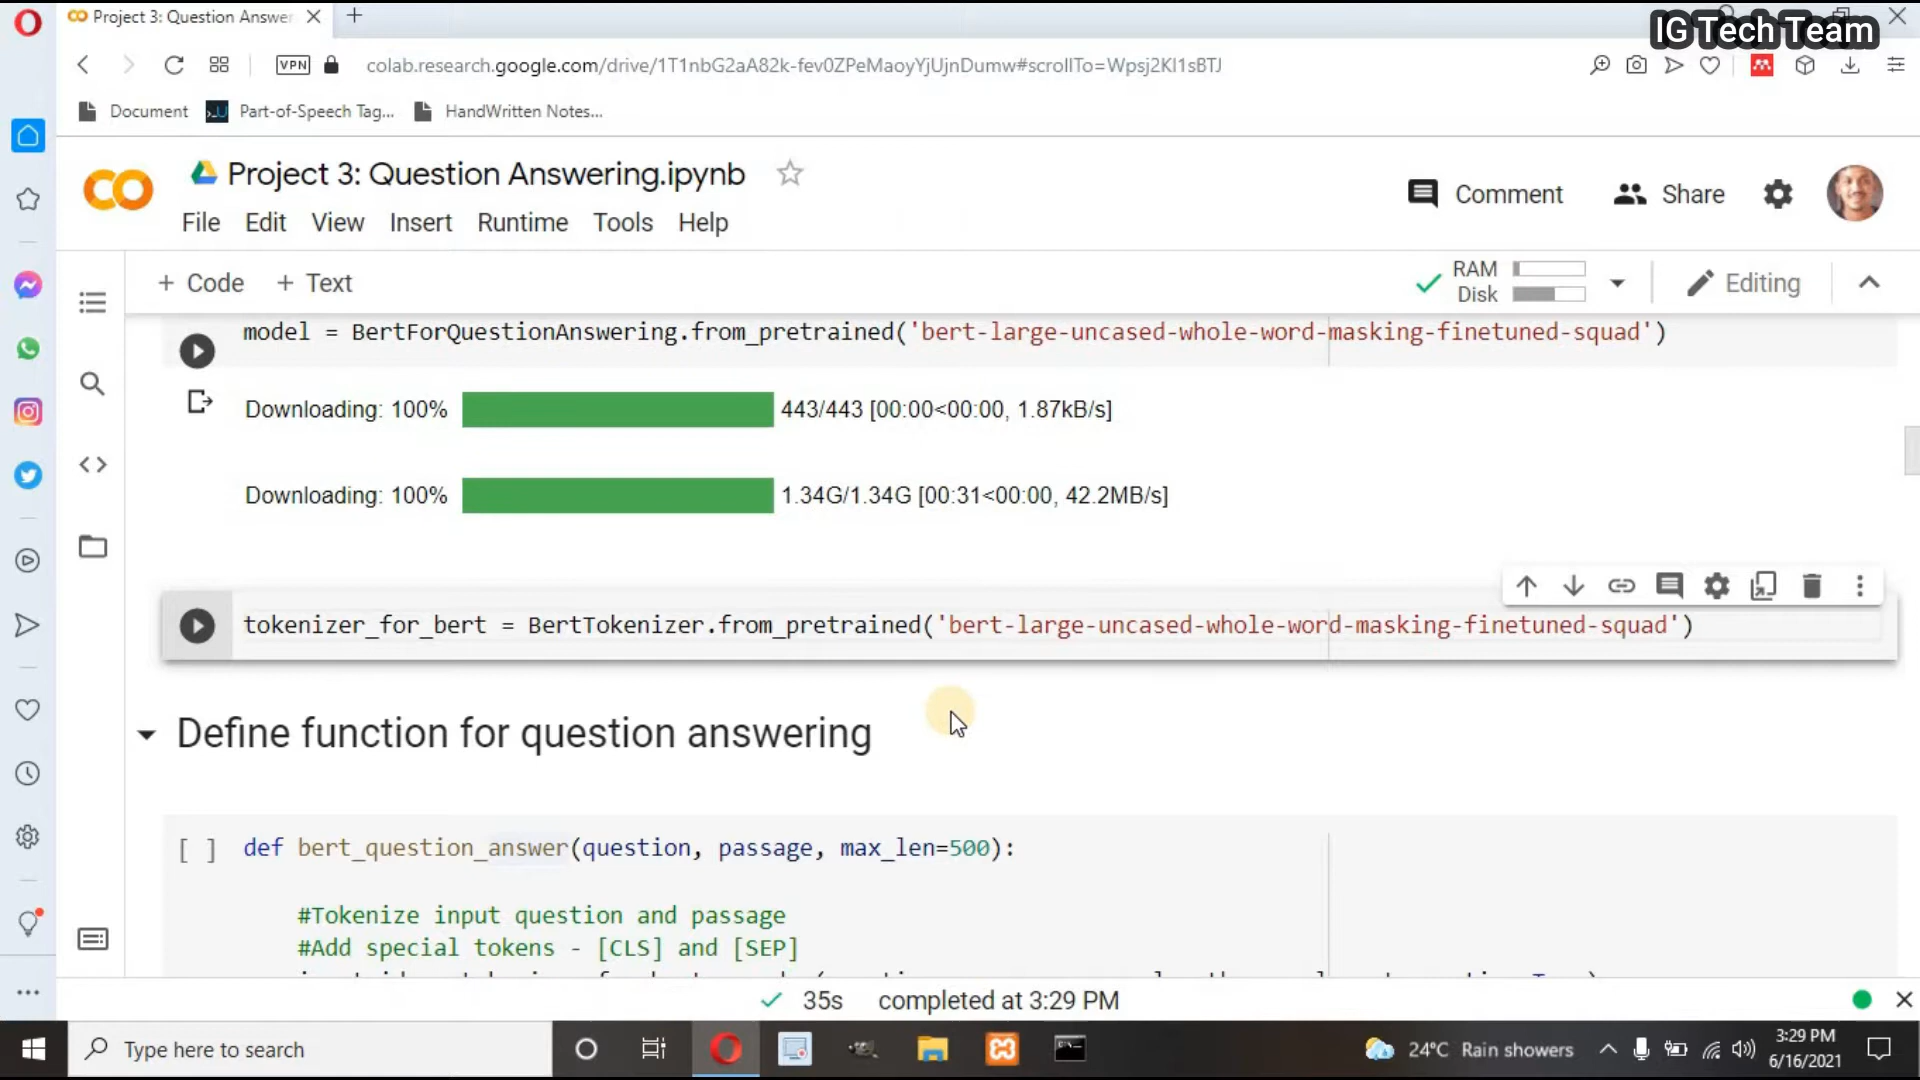 Project 3: Question Answer
IG Tech Team
VPN
colab.research.google.com/drive/1T1nbG2aA82k-fev0ZPeMaoyYjUjnDumw#scrollTo=Wpsj2Kl1sBTJ
Document
Part-of-Speech Tag...
HandWritten Notes...
CO
Project 3: Question Answering.ipynb
Comment
Share
File Edit View Insert Runtime Tools Help
+ Code + Text
RAM
Disk
Editing
model = BertForQuestionAnswering.from_pretrained('bert-large-uncased-whole-word-masking-finetuned-squad')
Downloading: 100% 443/443 [00:00<00:00, 1.87kB/s]
Downloading: 100% 1.34G/1.34G [00:31<00:00, 42.2MB/s]
tokenizer_for_bert = BertTokenizer.from_pretrained('bert-large-uncased-whole-word-masking-finetuned-squad')
Define function for question answering
[ ] def bert_question_answer(question, passage, max_len=500):
#Tokenize input question and passage
#Add special tokens - [CLS] and [SEP]
35s completed at 3:29 PM
Type here to search
24°C Rain showers
3:29 PM
6/16/2021